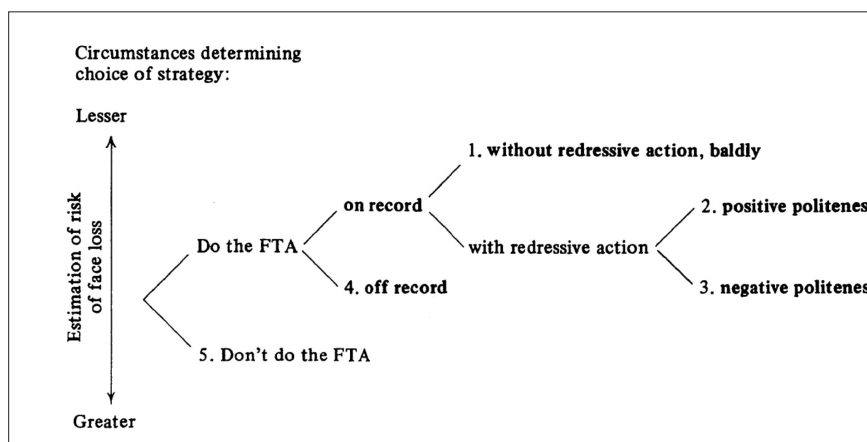 Circumstances determining
choice of strategy:
Lesser
1. without redressive action, baldly
on record
2. positive politenes
Estimation of risk
of face loss
Do the FTA
with redressive action
4. off record
3. negative politenes
5. Don't do the FTA
Greater